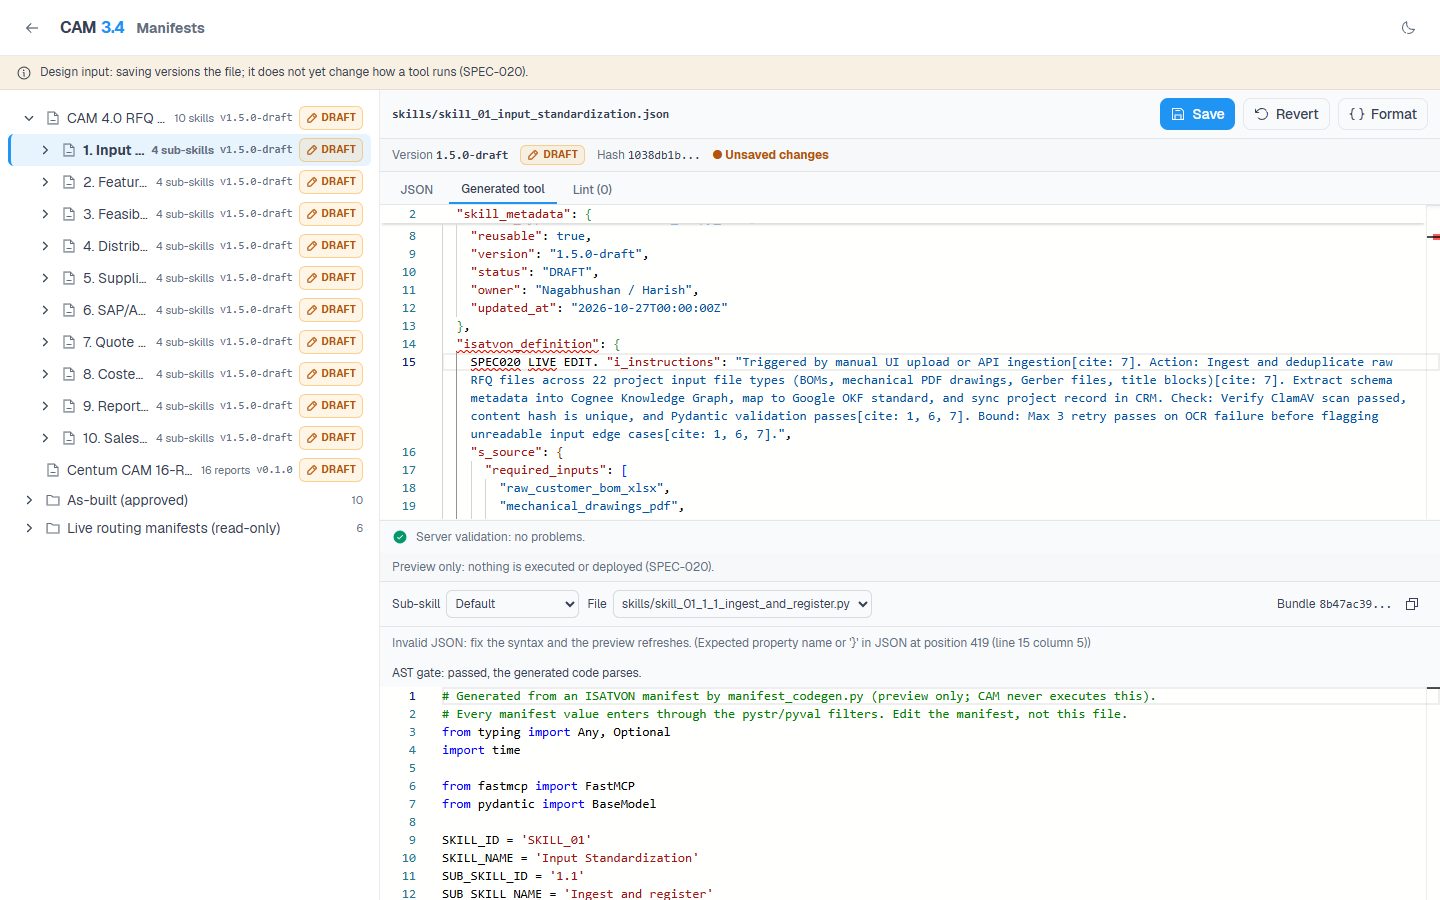 CAM 3.4 Manifests
Design input: saving versions the file; it does not yet change how a tool runs (SPEC-020).
CAM 4.0 RFQ ... 10 skills v1.5.0-draft DRAFT
1. Input ... 4 sub-skills v1.5.0-draft DRAFT
2. Featur... 4 sub-skills v1.5.0-draft DRAFT
3. Feasib... 4 sub-skills v1.5.0-draft DRAFT
4. Distrib... 4 sub-skills v1.5.0-draft DRAFT
5. Suppli... 4 sub-skills v1.5.0-draft DRAFT
6. SAP/A... 4 sub-skills v1.5.0-draft DRAFT
7. Quote ... 4 sub-skills v1.5.0-draft DRAFT
8. Coste... 4 sub-skills v1.5.0-draft DRAFT
9. Report... 4 sub-skills v1.5.0-draft DRAFT
10. Sales... 4 sub-skills v1.5.0-draft DRAFT
Centum CAM 16-R... 16 reports v0.1.0 DRAFT
As-built (approved) 10
Live routing manifests (read-only) 6
skills/skill_01_input_standardization.json Save Revert {} Format
Version 1.5.0-draft DRAFT Hash 1038db1b... Unsaved changes
JSON Generated tool Lint (0)
2 "skill_metadata": {
8 "reusable": true,
9 "version": "1.5.0-draft",
10 "status": "DRAFT",
11 "owner": "Nagabhushan / Harish",
12 "updated_at": "2026-10-27T00:00:00Z"
13 },
14 "isatvon_definition": {
15 SPEC020 LIVE EDIT. "i_instructions": "Triggered by manual UI upload or API ingestion[cite: 7]. Action: Ingest and deduplicate raw
RFQ files across 22 project input file types (BOMs, mechanical PDF drawings, Gerber files, title blocks)[cite: 7]. Extract schema
metadata into Cognee Knowledge Graph, map to Google OKF standard, and sync project record in CRM. Check: Verify ClamAV scan passed,
content hash is unique, and Pydantic validation passes[cite: 1, 6, 7]. Bound: Max 3 retry passes on OCR failure before flagging
unreadable input edge cases[cite: 1, 6, 7].",
16 "s_source": {
17 "required_inputs": [
18 "raw_customer_bom_xlsx",
19 "mechanical_drawings_pdf",
Server validation: no problems.
Preview only: nothing is executed or deployed (SPEC-020).
Sub-skill Default File skills/skill_01_1_1_ingest_and_register.py Bundle 8b47ac39...
Invalid JSON: fix the syntax and the preview refreshes. (Expected property name or '}' in JSON at position 419 (line 15 column 5))
AST gate: passed, the generated code parses.
1 # Generated from an ISATVON manifest by manifest_codegen.py (preview only; CAM never executes this).
2 # Every manifest value enters through the pystr/pyval filters. Edit the manifest, not this file.
3 from typing import Any, Optional
4 import time
5
6 from fastmcp import FastMCP
7 from pydantic import BaseModel
8
9 SKILL_ID = 'SKILL_01'
10 SKILL_NAME = 'Input Standardization'
11 SUB_SKILL_ID = '1.1'
12 SUB_SKILL_NAME = 'Ingest and register'